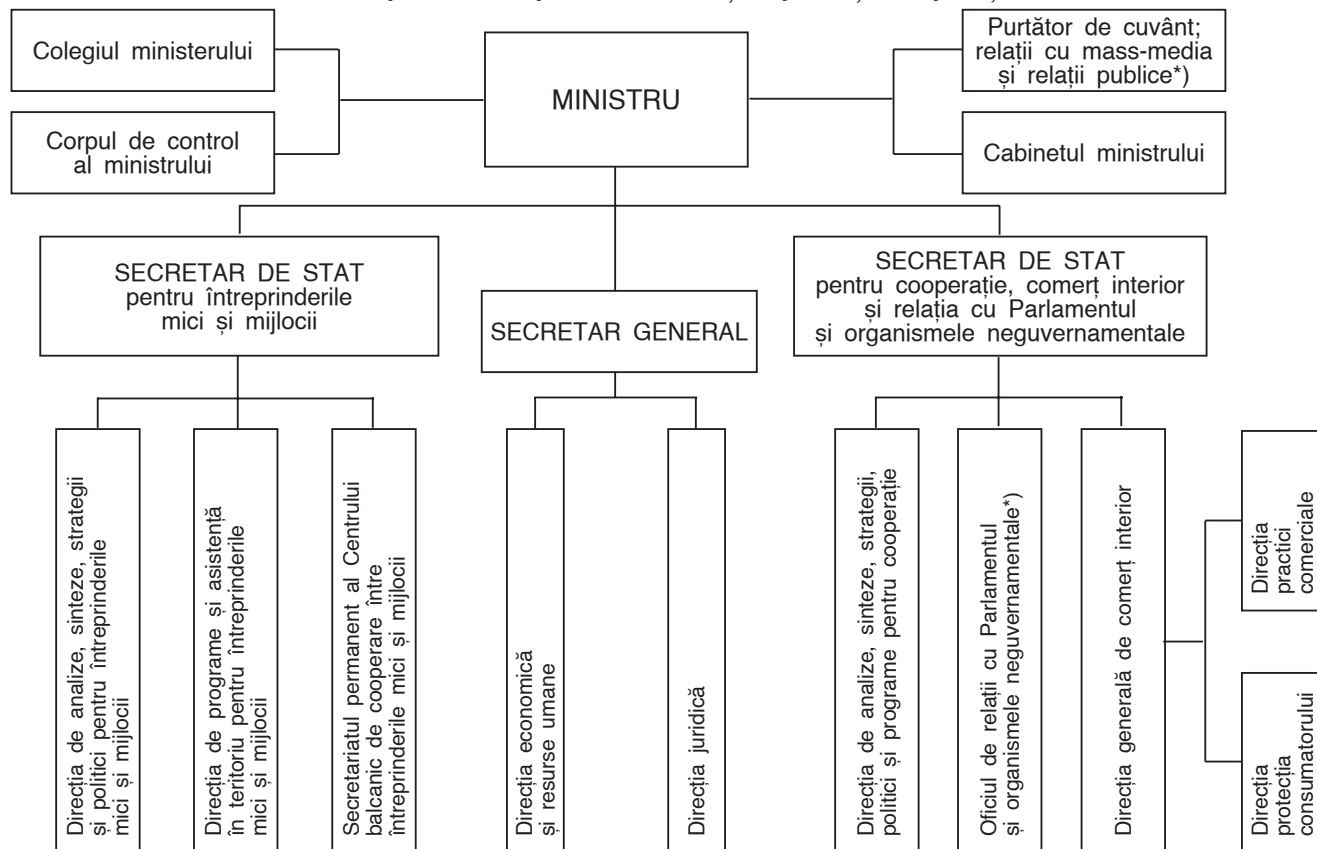 Colegiul ministerului
Corpul de control
al ministrului
MINISTRU
Purtător de cuvânt;
relații cu mass-media
și relații publice*)
Cabinetul ministrului
SECRETAR DE STAT
pentru întreprinderile
mici și mijlocii
SECRETAR GENERAL
SECRETAR DE STAT
pentru cooperație, comerț interior
și relația cu Parlamentul
și organismele neguvernamentale
Direcția de analize, sinteze, strategii
și politici pentru întreprinderile
mici și mijlocii
Direcția de programe și asistență
în teritoriu pentru întreprinderile
mici și mijlocii
Secretariatul permanent al Centrului
balcanic de cooperare între
întreprinderile mici și mijlocii
Direcția economică
și resurse umane
Direcția juridică
Direcția de analize, sinteze, strategii,
politici și programe pentru cooperație
Oficiul de relații cu Parlamentul
și organismele neguvernamentale*)
Direcția generală de comerț interior
Direcția
practici
comerciale
Direcția
protecția
consumatorului